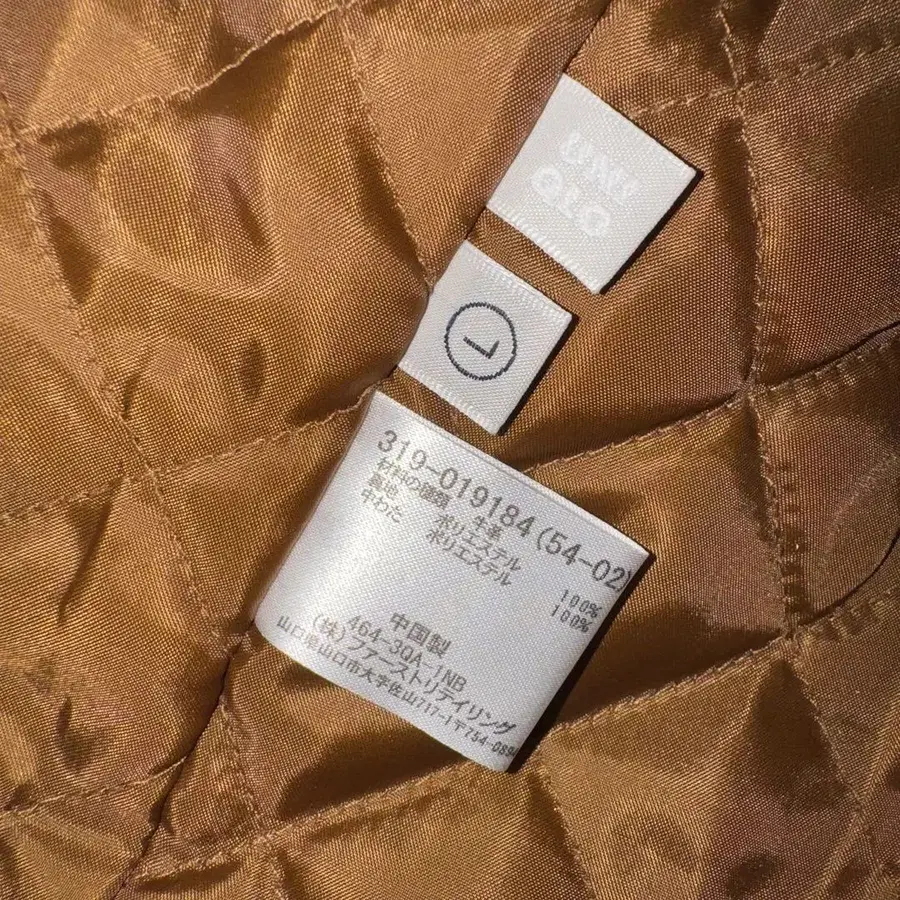 UNI
QLO
L
319-019184(54-02)
材料の種類 牛革
裏地 ポリエステル 100%
中わた ポリエステル 100%
中国製
464-3QA-1NB
(株)ファーストリテイリング
山口県山口市大字佐山717-1〒754-0894